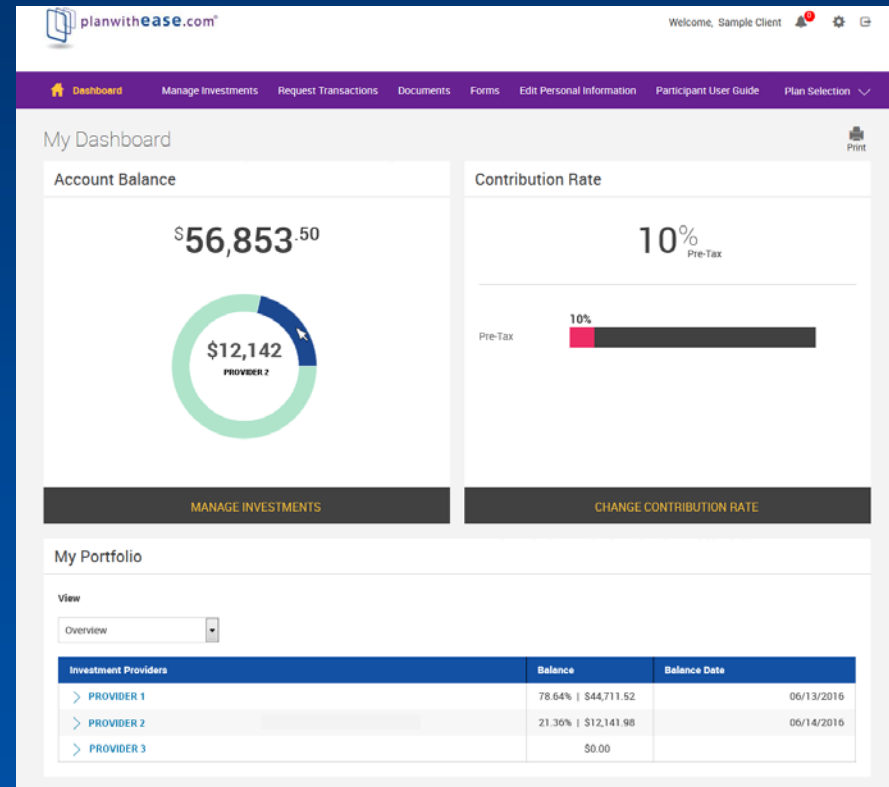 planwithease.com®
Welcome, Sample Client 0
Dashboard Manage Investments Request Transactions Documents Forms Edit Personal Information Participant User Guide Plan Selection
My Dashboard
Print
Account Balance
$56,853.50
$12,142
PROVIDER 2
MANAGE INVESTMENTS
Contribution Rate
10% Pre-Tax
10%
Pre-Tax
CHANGE CONTRIBUTION RATE
My Portfolio
View
Overview
Investment Providers Balance Balance Date
PROVIDER 1 78.64% | $44,711.52 06/13/2016
PROVIDER 2 21.36% | $12,141.98 06/14/2016
PROVIDER 3 $0.00